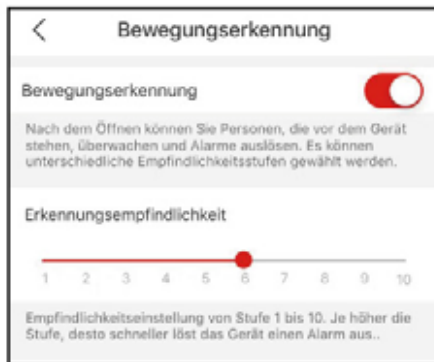 Bewegungserkennung
Bewegungserkennung
Nach dem Öffnen können Sie Personen, die vor dem Gerät
stehen, überwachen und Alarme auslösen. Es können
unterschiedliche Empfindlichkeitsstufen gewählt werden.
Erkennungsempfindlichkeit
1 2 3 4 5 6 7 8 9 10
Empfindlichkeitseinstellung von Stufe 1 bis 10. Je höher die
Stufe, desto schneller löst das Gerät einen Alarm aus..